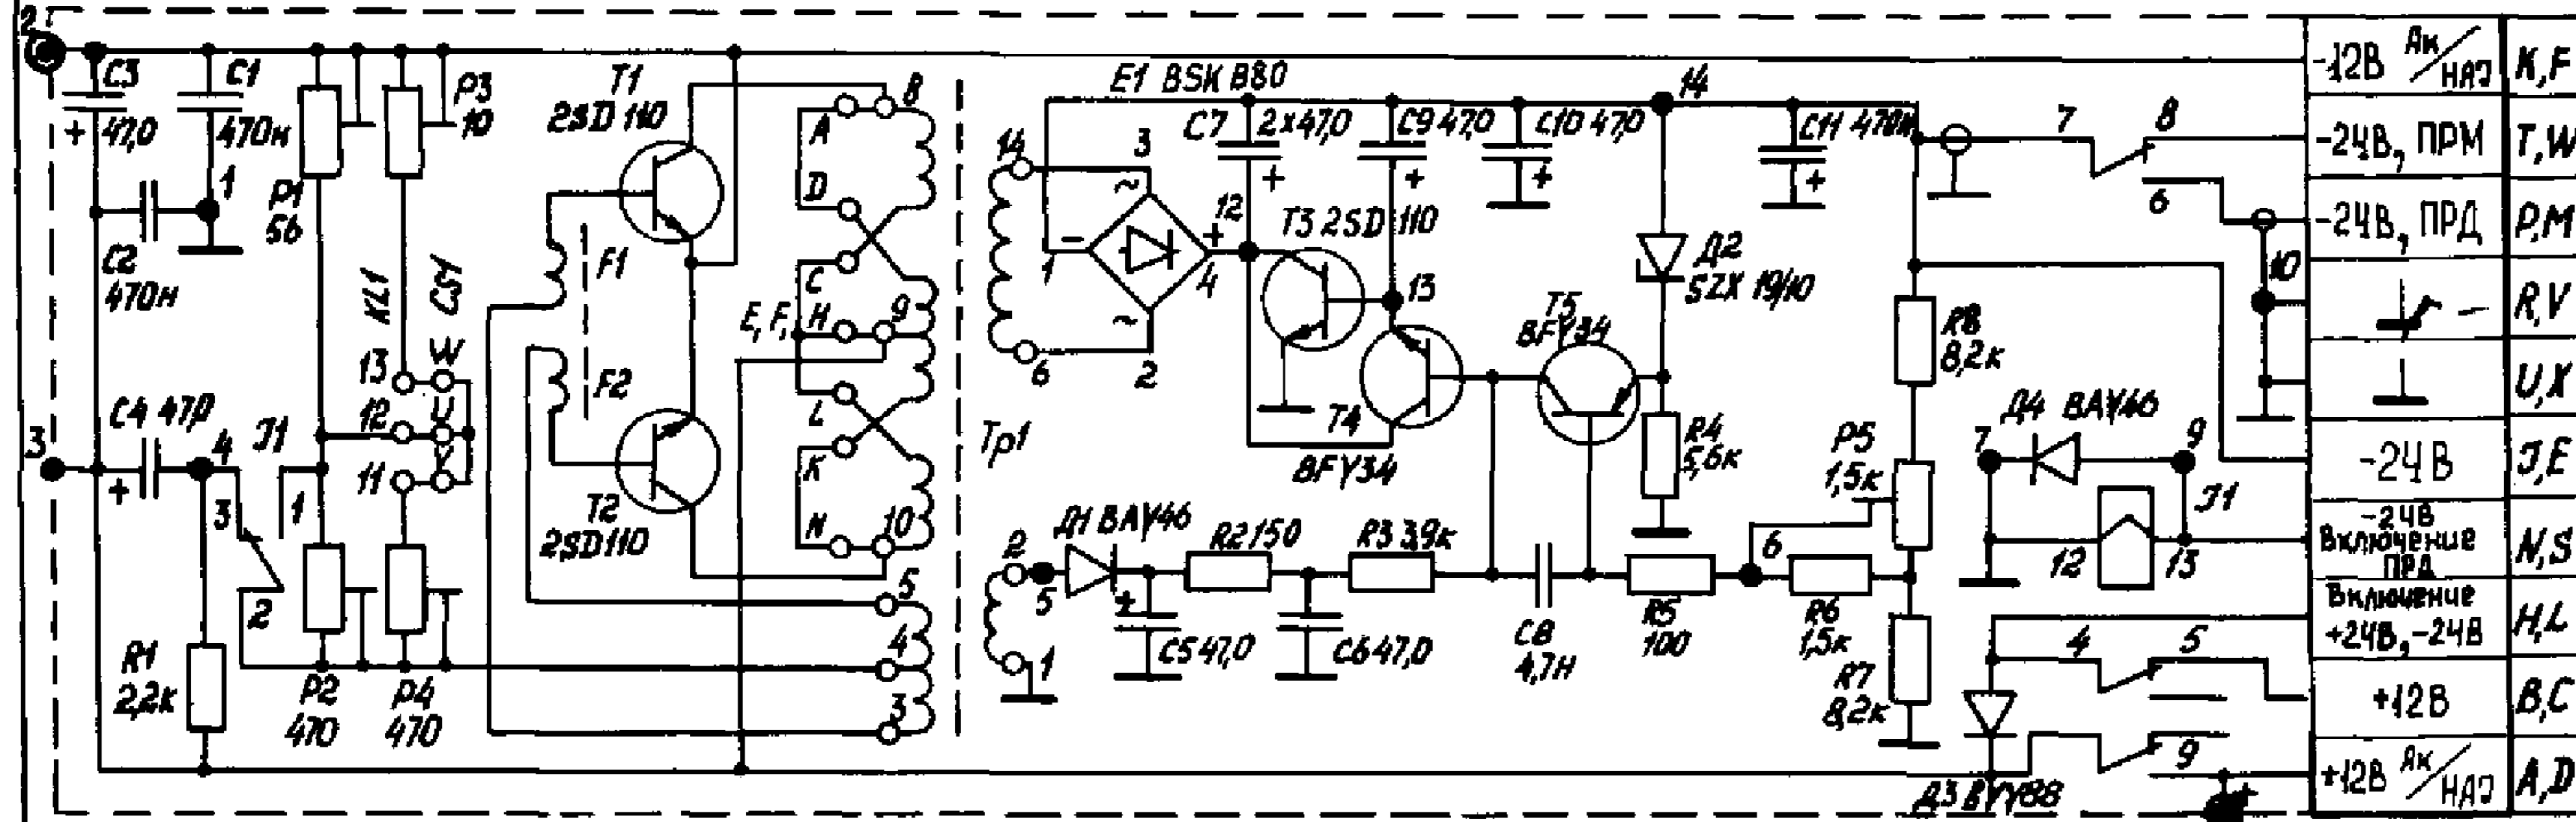 2
C3
+ 47,0
C1
470н
1
C2
470н
P1
56
P3
10
KL1
CS1
13 W
12 U
11 Y
3
C4 47,0
+
4
J1
3
1
2
R1
2,2к
P2
470
P4
470
T1
2SD 110
F1
F2
T2
2SD110
A
8
D
C
E, F,
H
9
L
K
N
10
5
4
3
Тр1
14
6
E1 BSK B80
3
~
1
-
+
4
~
2
12
C7 2x47,0
+
C9 47,0
+
C10 47,0
+
14
C11 470н
+
T3 2SD 110
13
T4
BFY34
T5
BFY34
Д2
SZX 19/10
R4
5,6к
2
5
1
Д1 BAY46
+
C5 47,0
R2 150
C6 47,0
R3 3,9к
C8
4,7н
R5
100
6
R6
1,5к
P5
1,5к
R8
8,2к
R7
8,2к
7
8
6
10
Д4 BAY46
7
9
J1
12
13
4
5
9
Д3 BYY88
+
-12В Ак/НАЗ K,F
-24В, ПРМ T,W
-24В, ПРД P,M
R,V
U,X
-24В J,E
-24В
Включение
ПРД N,S
Включение
+24В,-24В H,L
+12В B,C
+12В Ак/НАЗ A,D